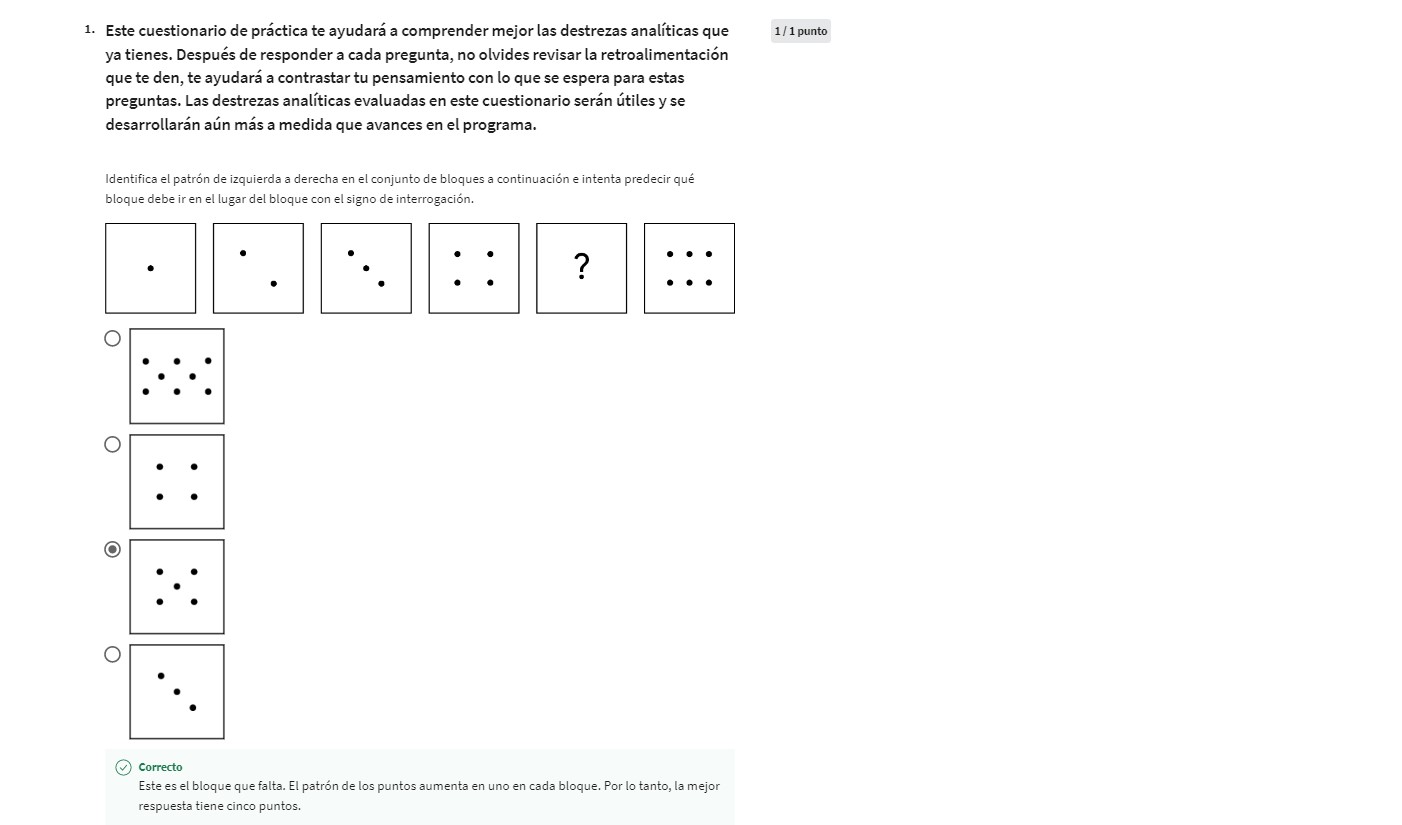 1. Este cuestionario de práctica te ayudará a comprender mejor las destrezas analíticas que
ya tienes. Después de responder a cada pregunta, no olvides revisar la retroalimentación
que te den, te ayudará a contrastar tu pensamiento con lo que se espera para estas
preguntas. Las destrezas analíticas evaluadas en este cuestionario serán útiles y se
desarrollarán aún más a medida que avances en el programa.
1 / 1 punto
Identifica el patrón de izquierda a derecha en el conjunto de bloques a continuación e intenta predecir qué
bloque debe ir en el lugar del bloque con el signo de interrogación.
?
Correcto
Este es el bloque que falta. El patrón de los puntos aumenta en uno en cada bloque. Por lo tanto, la mejor
respuesta tiene cinco puntos.